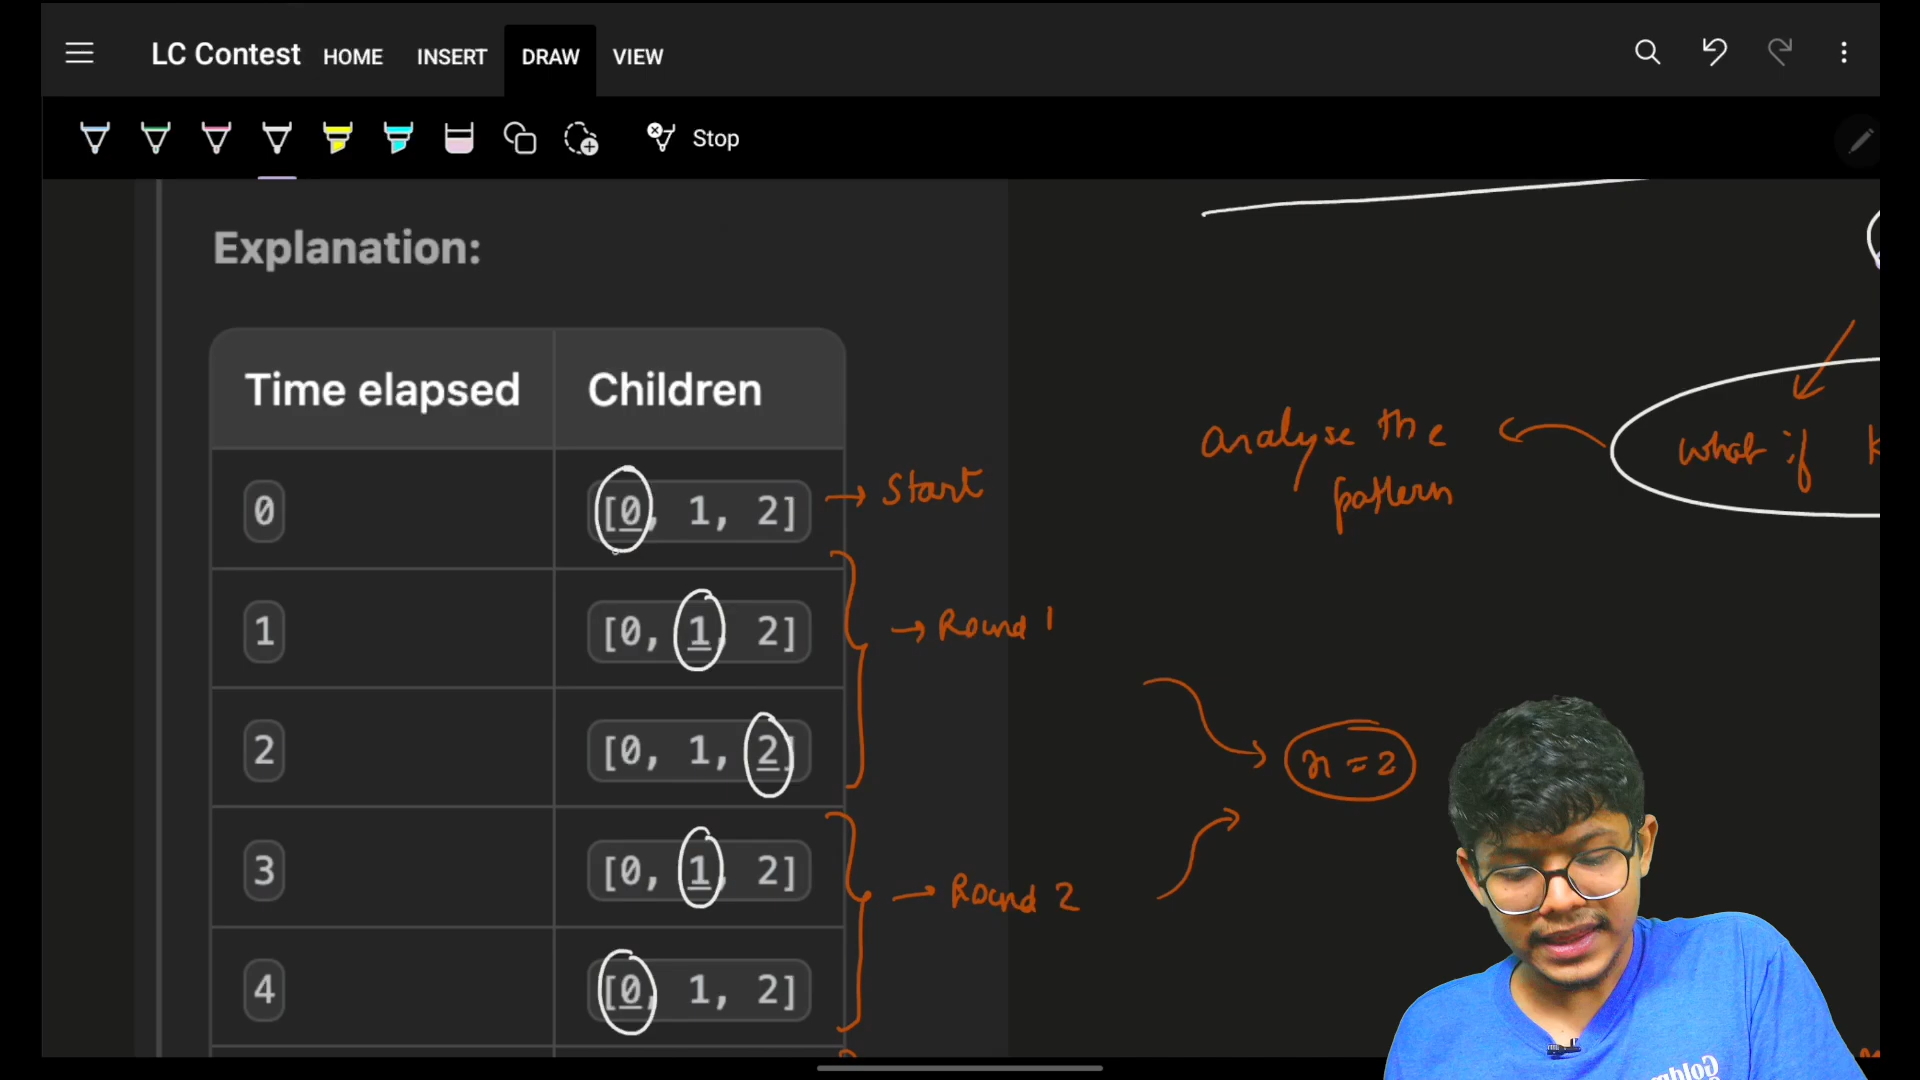 LC Contest HOME INSERT DRAW VIEW
Stop
Explanation:
Time elapsed Children
0 [0, 1, 2] → Start
1 [0, 1, 2] → Round 1
2 [0, 1, 2]
3 [0, 1, 2]
→ Round 2
4 [0, 1, 2]
analyse the
pattern
what if
n = 2